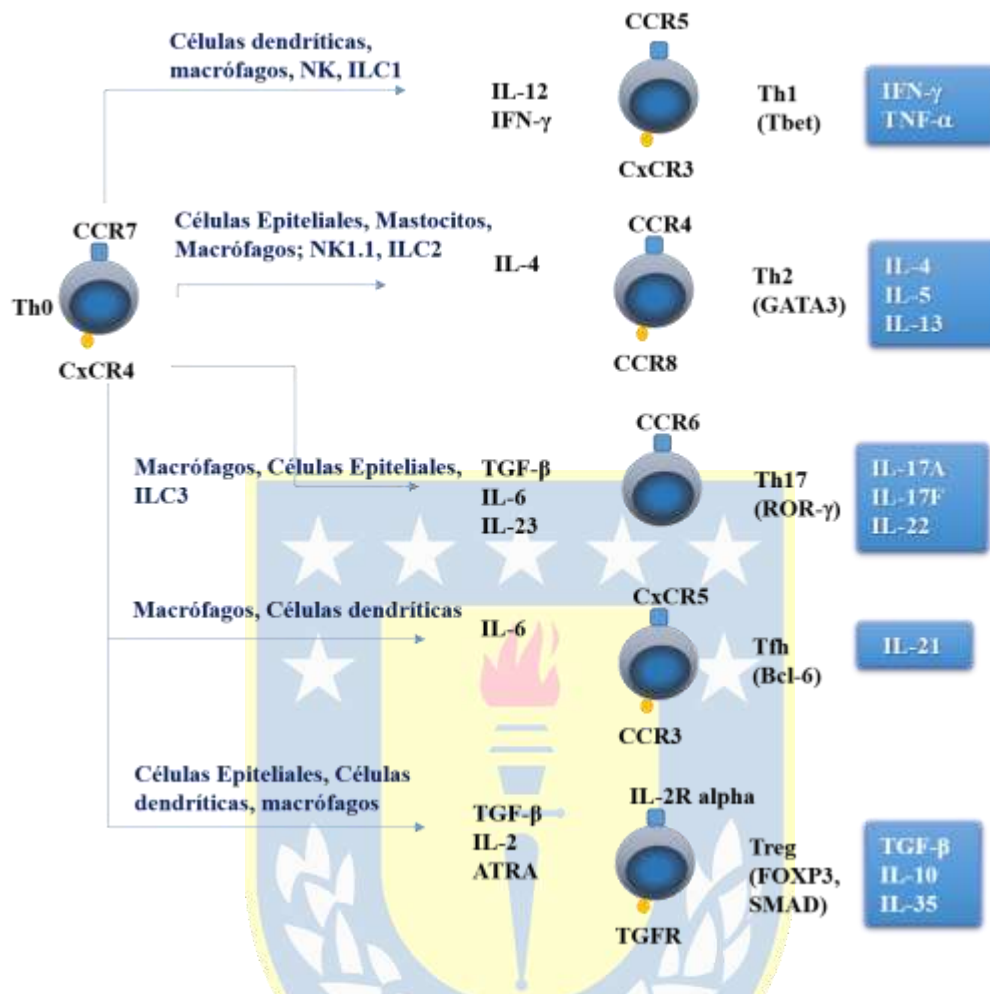 Células dendríticas,
macrófagos, NK, ILC1
IL-12
IFN-γ
CCR5
CxCR3
Th1
(Tbet)
IFN-γ
TNF-α
CCR7
Th0
CxCR4
Células Epiteliales, Mastocitos,
Macrófagos; NK1.1, ILC2
IL-4
CCR4
CCR8
Th2
(GATA3)
IL-4
IL-5
IL-13
Macrófagos, Células Epiteliales,
ILC3
TGF-β
IL-6
IL-23
CCR6
Th17
(ROR-γ)
IL-17A
IL-17F
IL-22
Macrófagos, Células dendríticas
IL-6
CxCR5
CCR3
Tfh
(Bcl-6)
IL-21
Células Epiteliales, Células
dendríticas, macrófagos
TGF-β
IL-2
ATRA
IL-2R alpha
TGFR
Treg
(FOXP3,
SMAD)
TGF-β
IL-10
IL-35